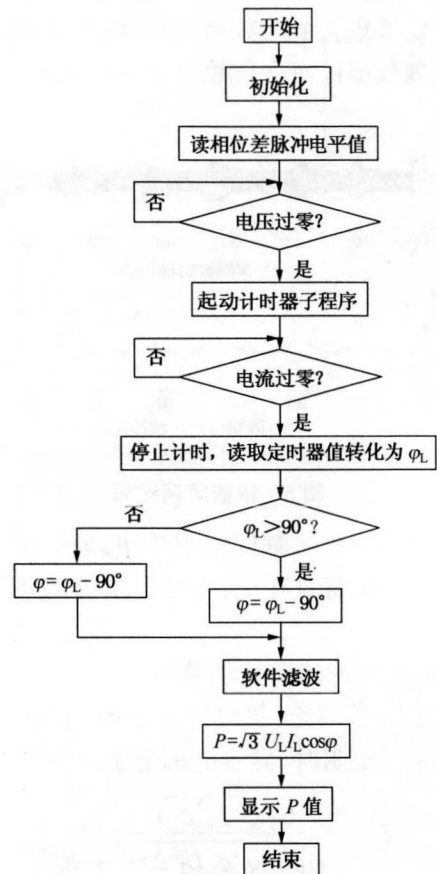 开始
初始化
读相位差脉冲电平值
否
电压过零?
是
起动计时器子程序
否
电流过零?
是
停止计时，读取定时器值转化为 φL
否
φL＞90°?
是
φ= φL− 90°
φ= φL− 90°
软件滤波
P=√3 ULILcosφ
显示 P 值
结束